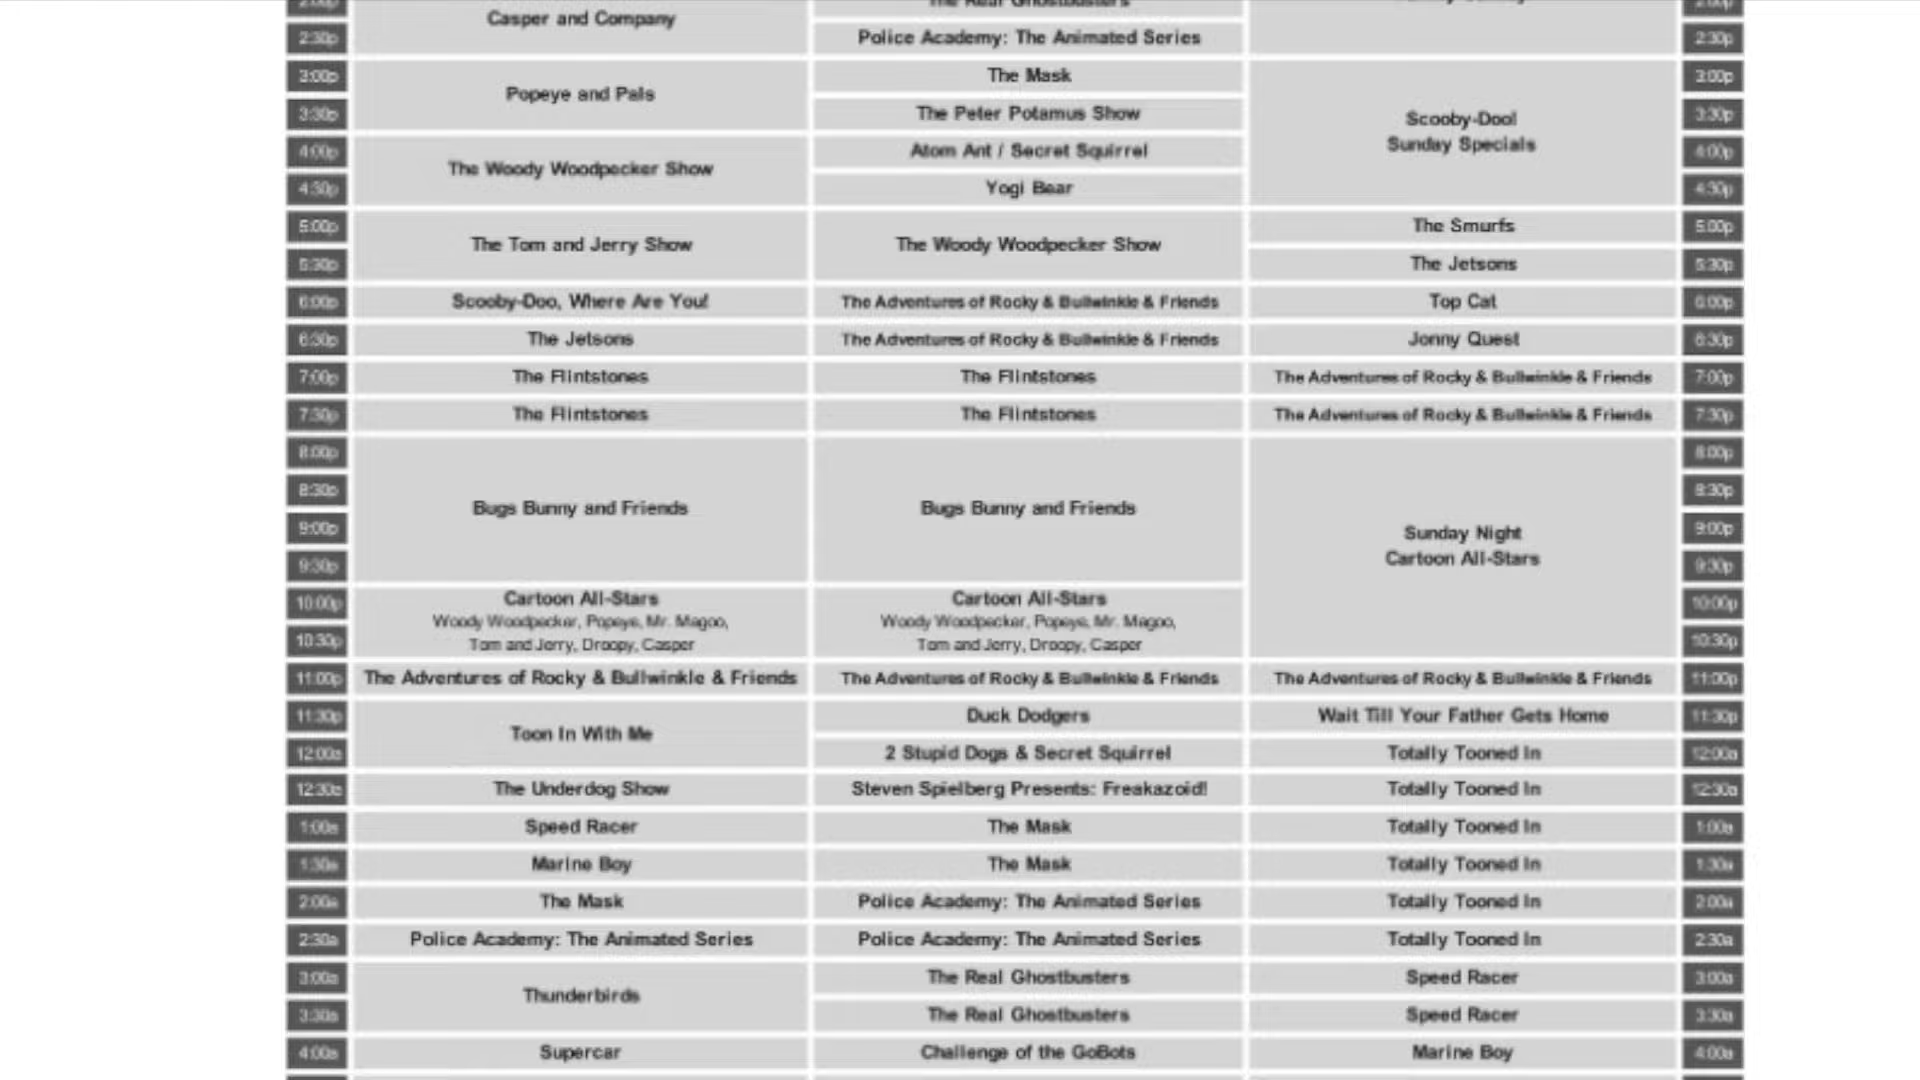 2:00p The Real Ghostbusters 2:00p
Casper and Company
2:30p Police Academy: The Animated Series 2:30p
3:00p The Mask 3:00p
Popeye and Pals
3:30p The Peter Potamus Show 3:30p
Scooby-Doo!
Sunday Specials
4:00p Atom Ant / Secret Squirrel 4:00p
The Woody Woodpecker Show
4:30p Yogi Bear 4:30p
5:00p The Smurfs 5:00p
The Tom and Jerry Show The Woody Woodpecker Show
5:30p The Jetsons 5:30p
6:00p Scooby-Doo, Where Are You! The Adventures of Rocky & Bullwinkle & Friends Top Cat 6:00p
6:30p The Jetsons The Adventures of Rocky & Bullwinkle & Friends Jonny Quest 6:30p
7:00p The Flintstones The Flintstones The Adventures of Rocky & Bullwinkle & Friends 7:00p
7:30p The Flintstones The Flintstones The Adventures of Rocky & Bullwinkle & Friends 7:30p
8:00p 8:00p
8:30p 8:30p
Bugs Bunny and Friends Bugs Bunny and Friends
9:00p 9:00p
Sunday Night
Cartoon All-Stars
9:30p 9:30p
10:00p Cartoon All-Stars Cartoon All-Stars 10:00p
Woody Woodpecker, Popeye, Mr. Magoo, Woody Woodpecker, Popeye, Mr. Magoo,
10:30p Tom and Jerry, Droopy, Casper Tom and Jerry, Droopy, Casper 10:30p
11:00p The Adventures of Rocky & Bullwinkle & Friends The Adventures of Rocky & Bullwinkle & Friends The Adventures of Rocky & Bullwinkle & Friends 11:00p
11:30p Duck Dodgers Wait Till Your Father Gets Home 11:30p
Toon In With Me
12:00a 2 Stupid Dogs & Secret Squirrel Totally Tooned In 12:00a
12:30a The Underdog Show Steven Spielberg Presents: Freakazoid! Totally Tooned In 12:30a
1:00a Speed Racer The Mask Totally Tooned In 1:00a
1:30a Marine Boy The Mask Totally Tooned In 1:30a
2:00a The Mask Police Academy: The Animated Series Totally Tooned In 2:00a
2:30a Police Academy: The Animated Series Police Academy: The Animated Series Totally Tooned In 2:30a
3:00a The Real Ghostbusters Speed Racer 3:00a
Thunderbirds
3:30a The Real Ghostbusters Speed Racer 3:30a
4:00a Supercar Challenge of the GoBots Marine Boy 4:00a